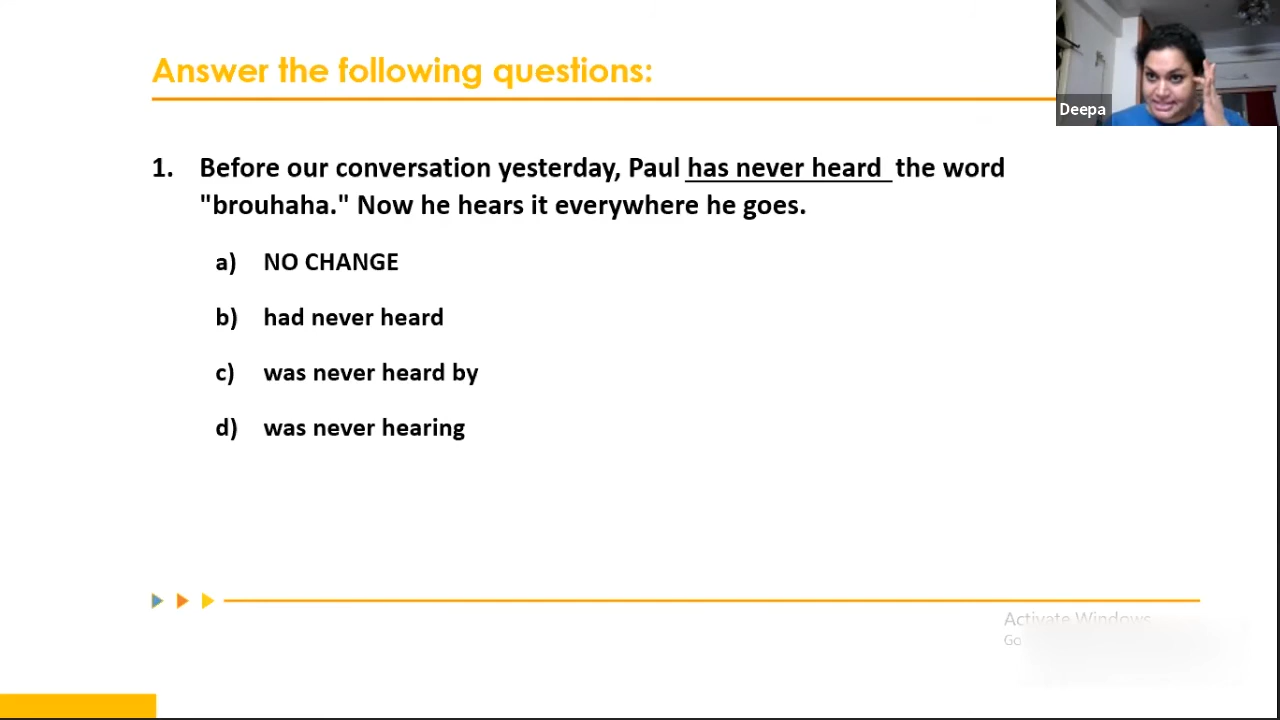 Answer the following questions:
Deepa
1. Before our conversation yesterday, Paul has never heard the word
"brouhaha." Now he hears it everywhere he goes.
a) NO CHANGE
b) had never heard
c) was never heard by
d) was never hearing
Activate Windows
Go